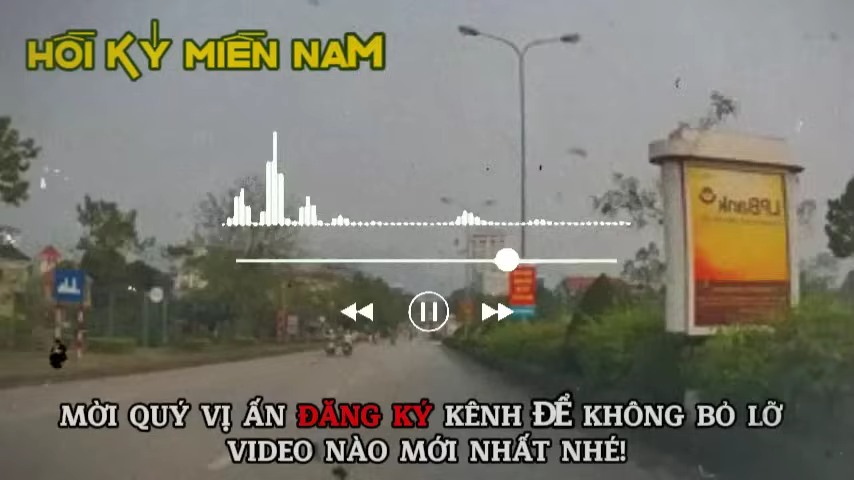 HỒI KÝ MIỀN NAM
LPBank
MỜI QUÝ VỊ ẤN ĐĂNG KÝ KÊNH ĐỂ KHÔNG BỎ LỠ
VIDEO NÀO MỚI NHẤT NHÉ!